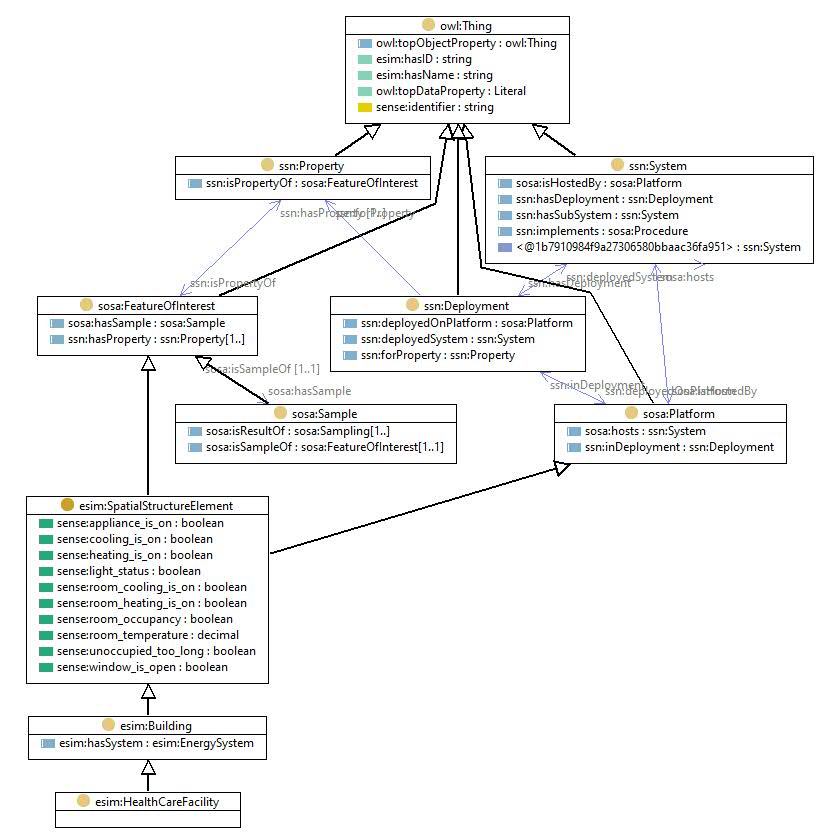 owl:Thing
owl:topObjectProperty : owl:Thing
esim:hasID : string
esim:hasName : string
owl:topDataProperty : Literal
sense:identifier : string
ssn:Property
ssn:isPropertyOf : sosa:FeatureOfInterest
ssn:System
sosa:isHostedBy : sosa:Platform
ssn:hasDeployment : ssn:Deployment
ssn:hasSubSystem : ssn:System
ssn:implements : sosa:Procedure
<@1b7910984f9a27306580bbaac36fa951> : ssn:System
ssn:hasProperty [1..]
ssn:forProperty
ssn:isPropertyOf
ssn:deployedSystem
sosa:hosts
ssn:hasDeployment
sosa:FeatureOfInterest
sosa:hasSample : sosa:Sample
ssn:hasProperty : ssn:Property[1..]
ssn:Deployment
ssn:deployedOnPlatform : sosa:Platform
ssn:deployedSystem : ssn:System
ssn:forProperty : ssn:Property
sosa:isSampleOf [1..1]
sosa:hasSample
ssn:inDeployment
ssn:deployedOnPlatform
sosa:isHostedBy
sosa:Sample
sosa:isResultOf : sosa:Sampling[1..]
sosa:isSampleOf : sosa:FeatureOfInterest[1..1]
sosa:Platform
sosa:hosts : ssn:System
ssn:inDeployment : ssn:Deployment
esim:SpatialStructureElement
sense:appliance_is_on : boolean
sense:cooling_is_on : boolean
sense:heating_is_on : boolean
sense:light_status : boolean
sense:room_cooling_is_on : boolean
sense:room_heating_is_on : boolean
sense:room_occupancy : boolean
sense:room_temperature : decimal
sense:unoccupied_too_long : boolean
sense:window_is_open : boolean
esim:Building
esim:hasSystem : esim:EnergySystem
esim:HealthCareFacility